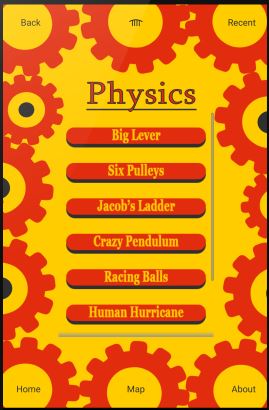 Back
Recent
Physics
Big Lever
Six Pulleys
Jacob's Ladder
Crazy Pendulum
Racing Balls
Human Hurricane
Home
Map
About